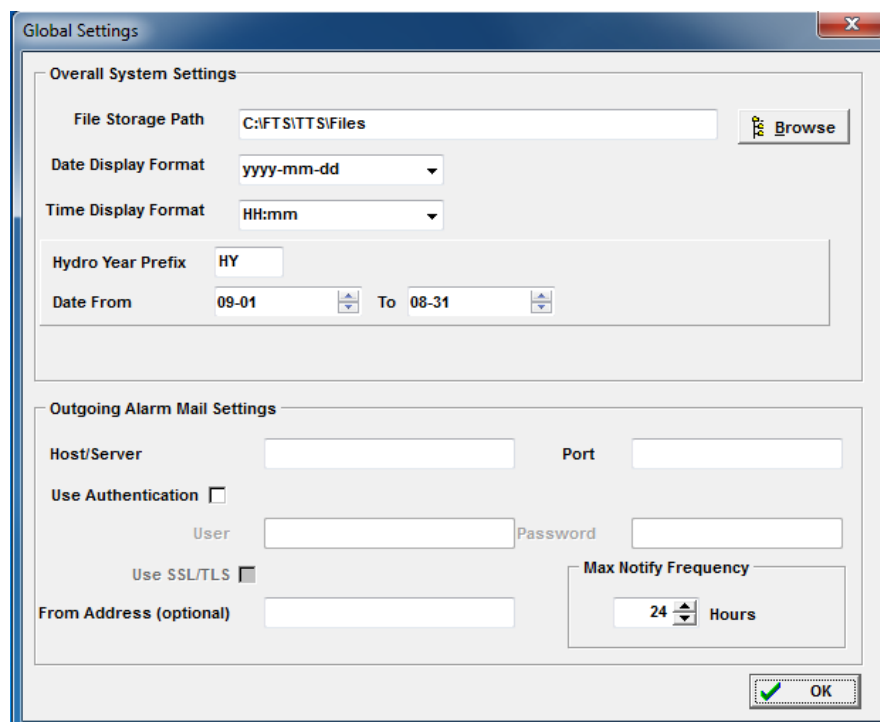 Global Settings
Overall System Settings
File Storage Path C:\FTS\TTS\Files Browse
Date Display Format yyyy-mm-dd
Time Display Format HH:mm
Hydro Year Prefix HY
Date From 09-01 To 08-31
Outgoing Alarm Mail Settings
Host/Server Port
Use Authentication
User Password
Use SSL/TLS
Max Notify Frequency
From Address (optional) 24 Hours
OK